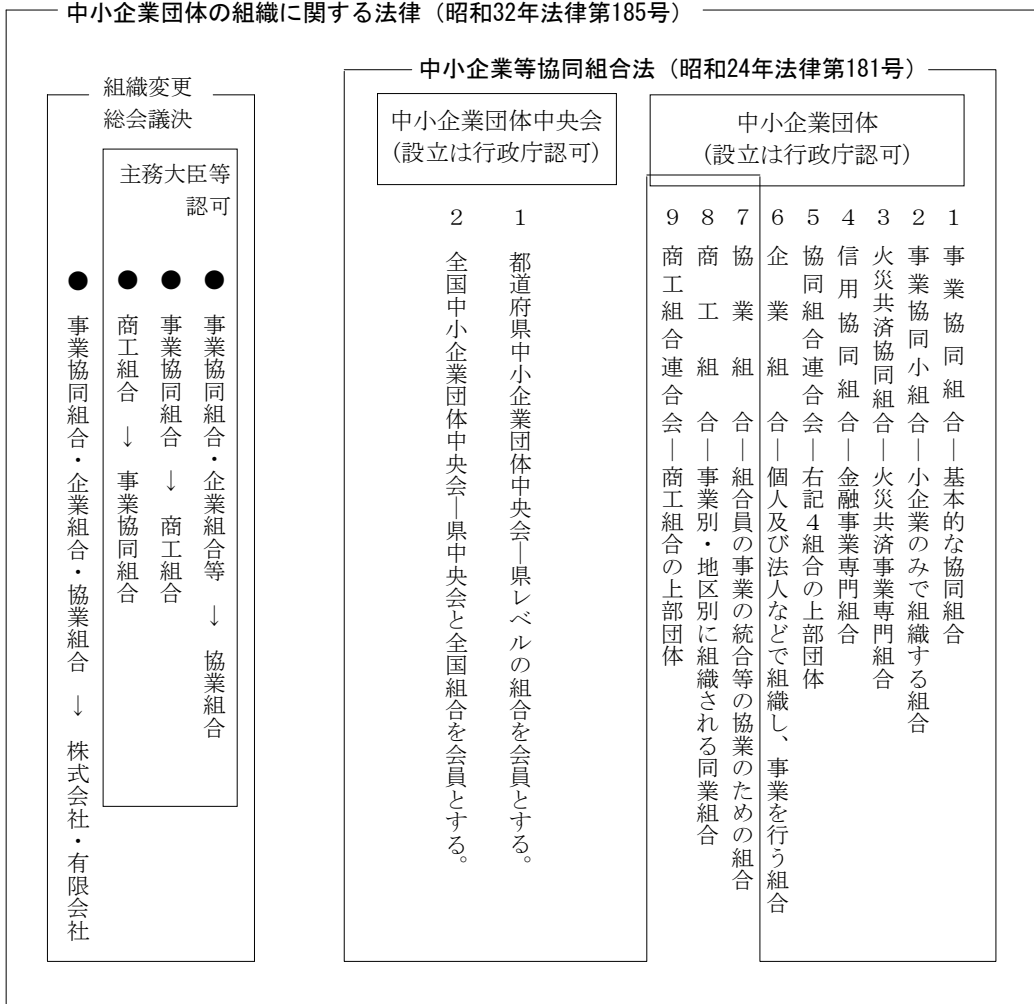 中小企業団体の組織に関する法律（昭和32年法律第185号）
中小企業等協同組合法（昭和24年法律第181号）
中小企業団体
(設立は行政庁認可)
1 事業協同組合―基本的な協同組合
2 事業協同小組合―小企業のみで組織する組合
3 火災共済協同組合―火災共済事業専門組合
4 信用協同組合―金融事業専門組合
5 協同組合連合会―右記4組合の上部団体
6 企業組合―個人及び法人などで組織し、事業を行う組合
7 協業組合―組合員の事業の統合等の協業のための組合
8 商工組合―事業別・地区別に組織される同業組合
9 商工組合連合会―商工組合の上部団体
中小企業団体中央会
(設立は行政庁認可)
1 都道府県中小企業団体中央会―県レベルの組合を会員とする。
2 全国中小企業団体中央会―県中央会と全国組合を会員とする。
組織変更
総会議決
主務大臣等
認可
● 事業協同組合・企業組合等 → 協業組合
● 事業協同組合 → 商工組合
● 商工組合 → 事業協同組合
● 事業協同組合・企業組合・協業組合 → 株式会社・有限会社